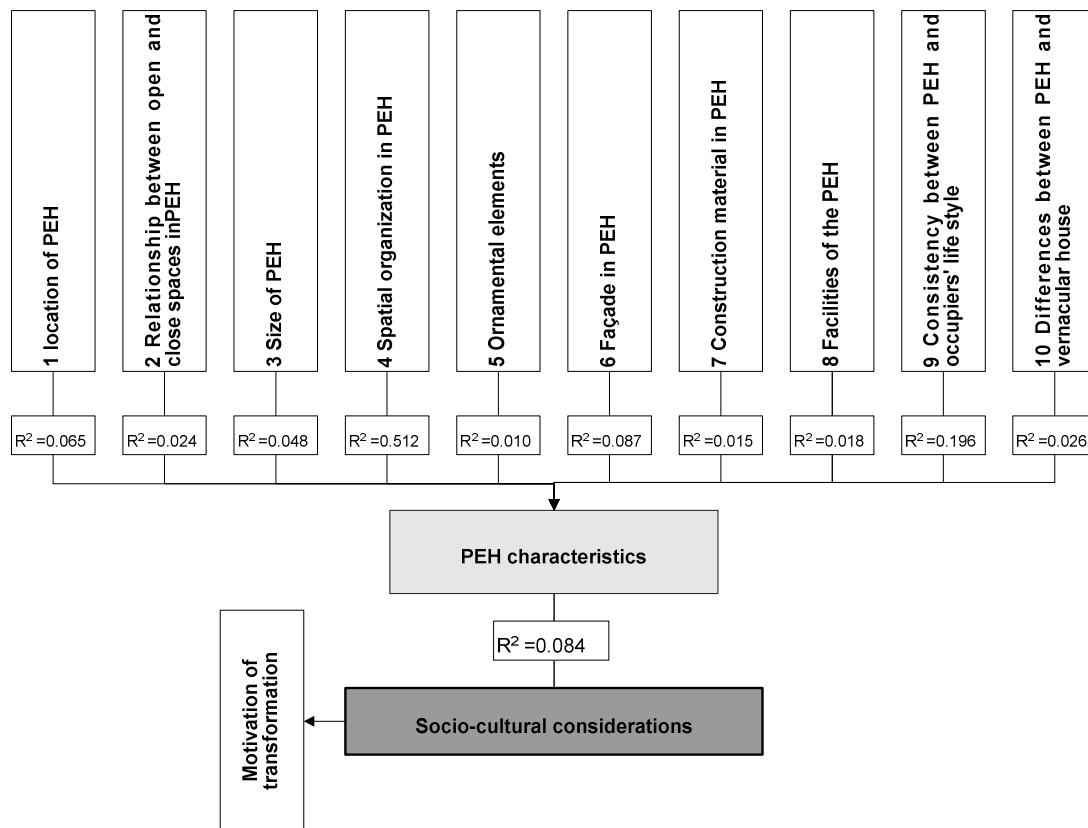 1 location of PEH
2 Relationship between open and
close spaces inPEH
3 Size of PEH
4 Spatial organization in PEH
5 Ornamental elements
6 Façade in PEH
7 Construction material in PEH
8 Facilities of the PEH
9 Consistency between PEH and
occupiers' life style
10 Differences between PEH and
vernacular house
R² =0.065
R² =0.024
R² =0.048
R² =0.512
R² =0.010
R² =0.087
R² =0.015
R² =0.018
R² =0.196
R² =0.026
PEH characteristics
R² =0.084
Motivation of
transformation
Socio-cultural considerations